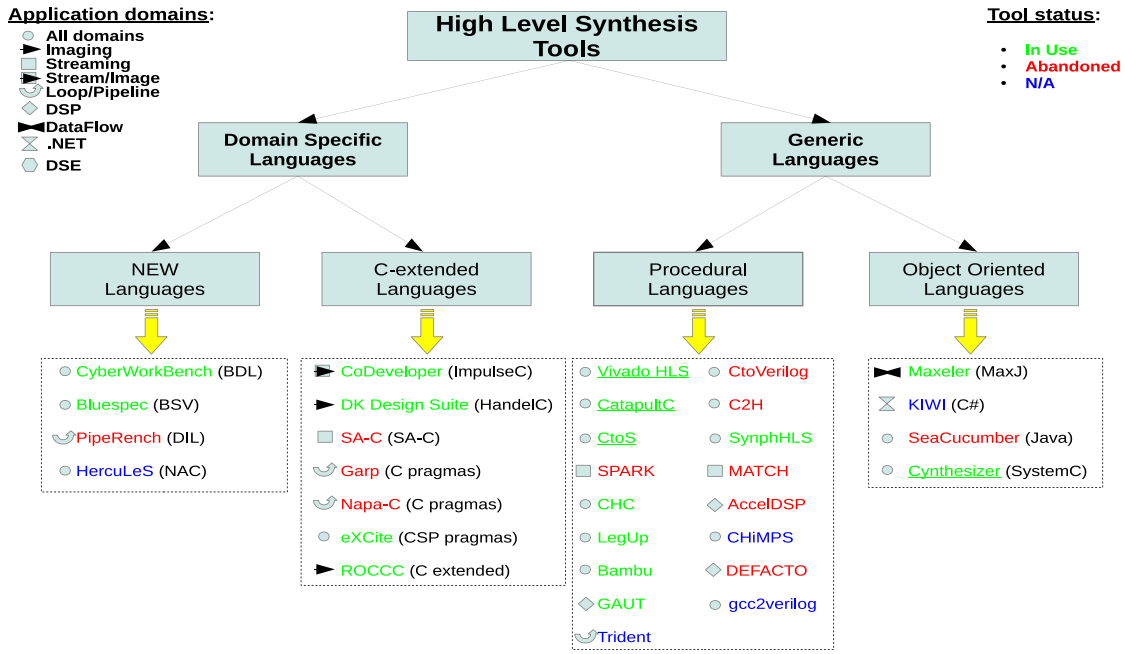 Application domains:
All domains
Imaging
Streaming
Stream/Image
Loop/Pipeline
DSP
DataFlow
.NET
DSE
High Level Synthesis
Tools
Tool status:
• In Use
• Abandoned
• N/A
Domain Specific
Languages
Generic
Languages
NEW
Languages
C-extended
Languages
Procedural
Languages
Object Oriented
Languages
CyberWorkBench (BDL)
Bluespec (BSV)
PipeRench (DIL)
HercuLeS (NAC)
CoDeveloper (ImpulseC)
DK Design Suite (HandelC)
SA-C (SA-C)
Garp (C pragmas)
Napa-C (C pragmas)
eXCite (CSP pragmas)
ROCCC (C extended)
Vivado HLS
CatapultC
CtoS
SPARK
CHC
LegUp
Bambu
GAUT
Trident
CtoVerilog
C2H
SynphHLS
MATCH
AccelDSP
CHiMPS
DEFACTO
gcc2verilog
Maxeler (MaxJ)
KIWI (C#)
SeaCucumber (Java)
Cynthesizer (SystemC)